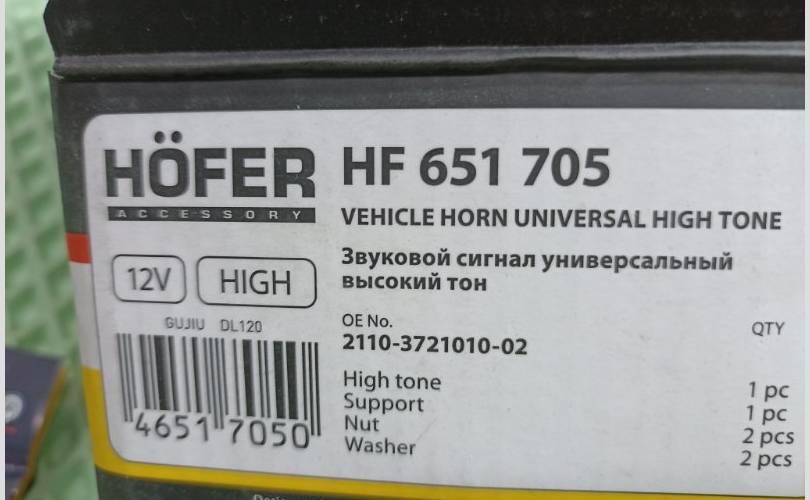 HÖFER
ACCESSORY
HF 651 705
VEHICLE HORN UNIVERSAL HIGH TONE
Звуковой сигнал универсальный
высокий тон
12V
HIGH
GUJIU DL120
46517050
OE No.
2110-3721010-02
QTY
High tone 1 pc
Support 1 pc
Nut 2 pcs
Washer 2 pcs